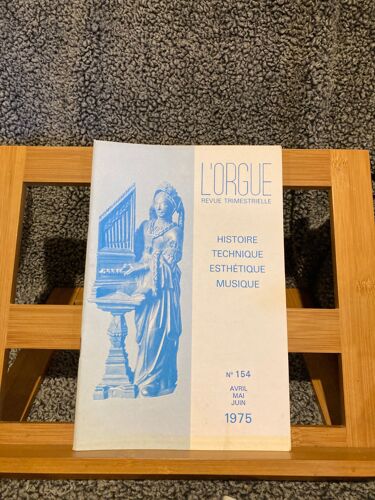 L'ORGUE
REVUE TRIMESTRIELLE
HISTOIRE
TECHNIQUE
ESTHÉTIQUE
MUSIQUE
N° 154
AVRIL
MAI
JUIN
1975